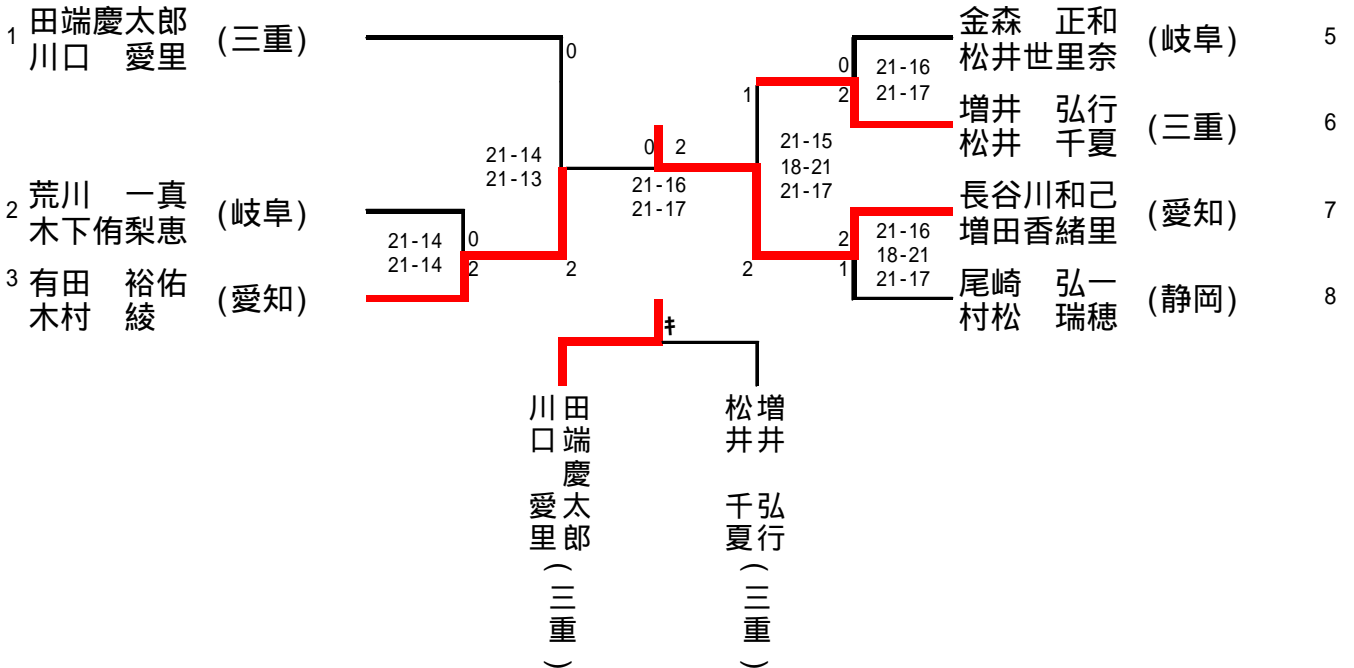 1 田端慶太郎
川口　愛里
(三重)
0
2 荒川　一真
木下侑梨恵
(岐阜)
0
3 有田　裕佑
木村　綾
(愛知)
2
21-14
21-14
21-14
21-13
2
0 2
21-16
21-17
金森　正和
松井世里奈
(岐阜)
5
0
21-16
21-17
2
増井　弘行
松井　千夏
(三重)
6
1
21-15
18-21
21-17
2
長谷川和己
増田香緒里
(愛知)
7
2
21-16
18-21
21-17
1
尾崎　弘一
村松　瑞穂
(静岡)
8
田端慶太郎
川口　愛里
(三重)
増井　弘行
松井　千夏
(三重)